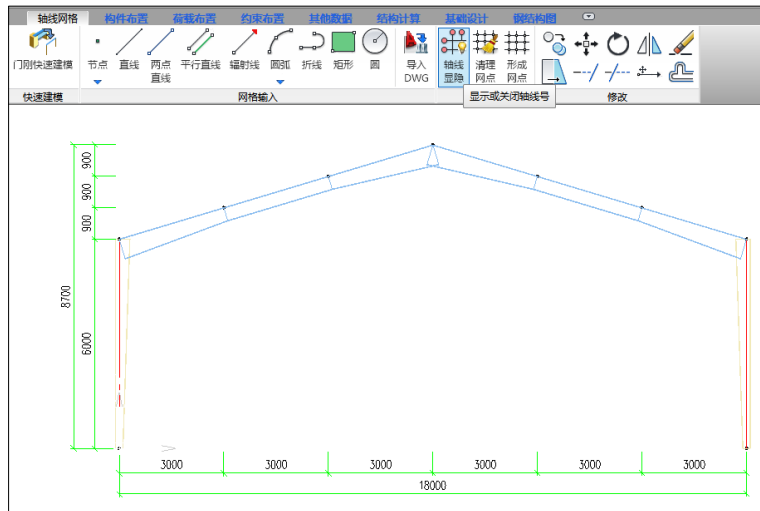 轴线网格 构件布置 荷载布置 约束布置 其他数据 结构计算 基础设计 钢结构图
门刚快速建模 节点 直线 两点直线 平行直线 辐射线 圆弧 折线 矩形 圆 导入DWG 轴线显隐 清理网点 形成网点
快速建模 网格输入 修改
显示或关闭轴线号
900
900
900
8700
6000
3000 3000 3000 3000 3000 3000
18000